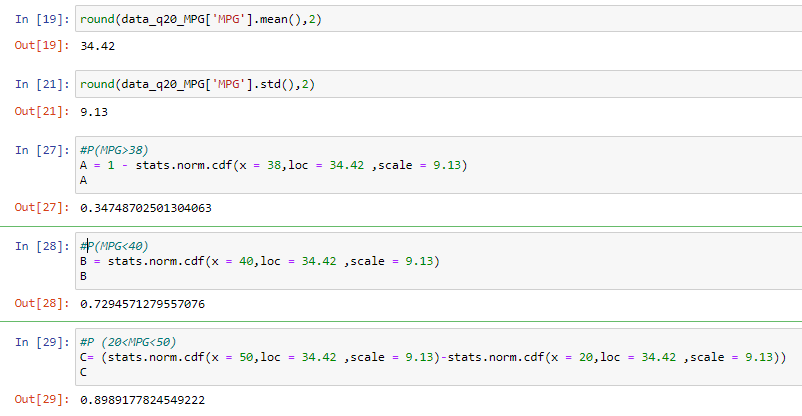 In [19]: round(data_q20_MPG['MPG'].mean(),2)
Out[19]: 34.42
In [21]: round(data_q20_MPG['MPG'].std(),2)
Out[21]: 9.13
In [27]: #P(MPG>38)
A = 1 - stats.norm.cdf(x = 38,loc = 34.42 ,scale = 9.13)
A
Out[27]: 0.34748702501304063
In [28]: #P(MPG<40)
B = stats.norm.cdf(x = 40,loc = 34.42 ,scale = 9.13)
B
Out[28]: 0.7294571279557076
In [29]: #P (20<MPG<50)
C= (stats.norm.cdf(x = 50,loc = 34.42 ,scale = 9.13)-stats.norm.cdf(x = 20,loc = 34.42 ,scale = 9.13))
C
Out[29]: 0.8989177824549222